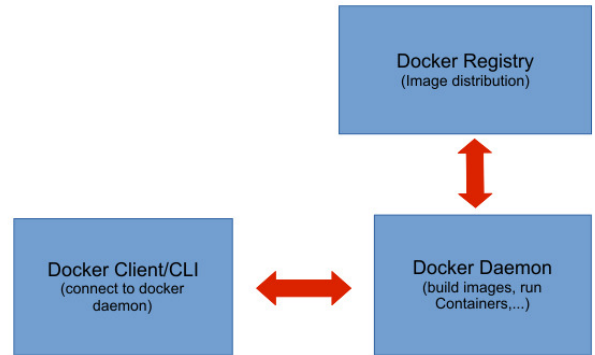 Docker Registry
(Image distribution)
Docker Client/CLI
(connect to docker
daemon)
Docker Daemon
(build images, run
Containers,...)